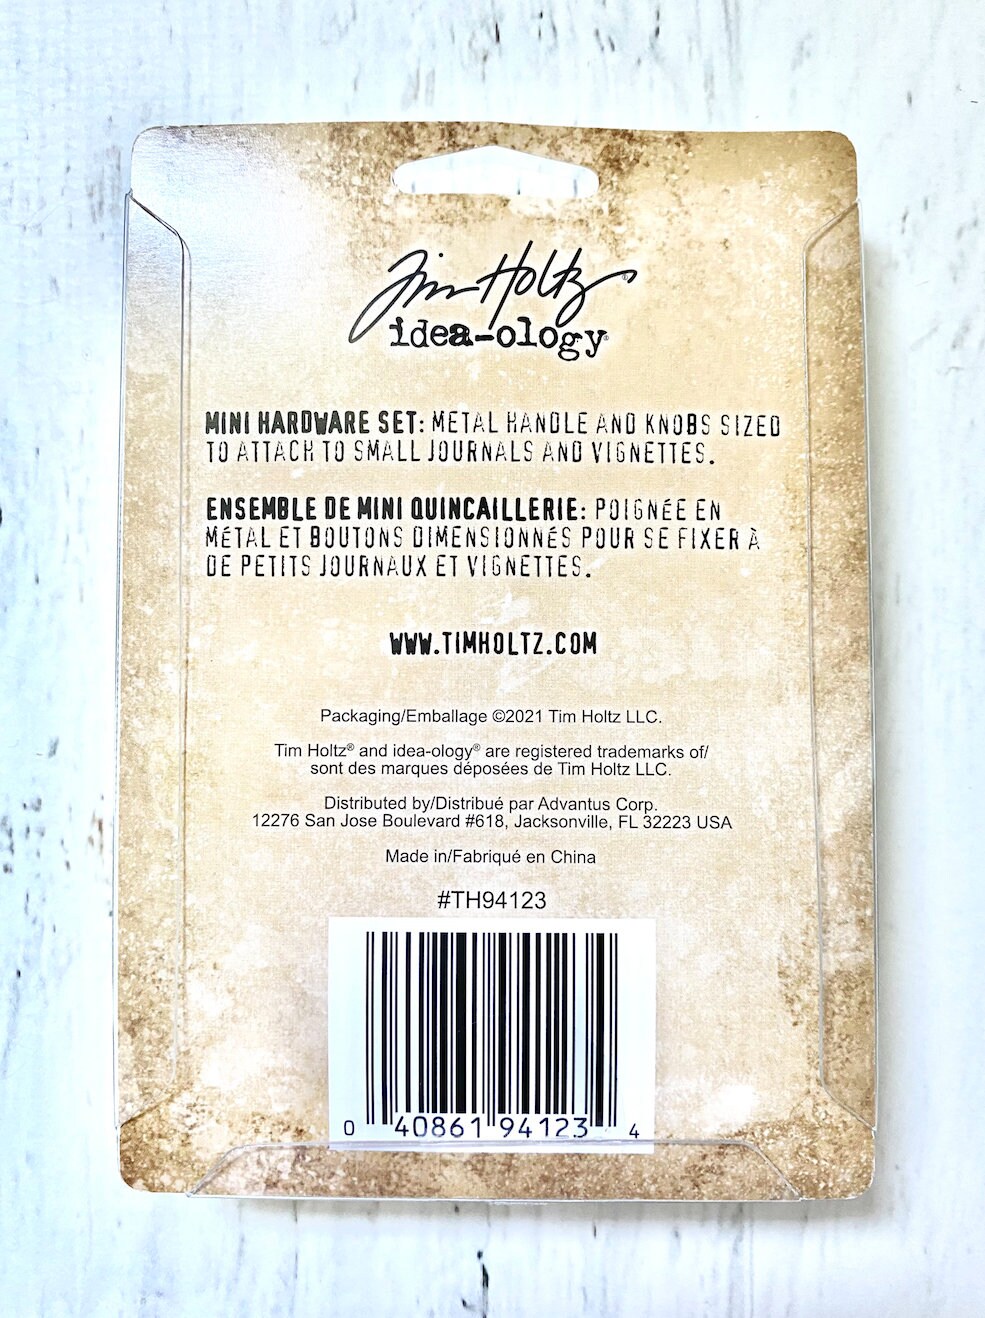 Tim Holtz®
idea-ology®
MINI HARDWARE SET: METAL HANDLE AND KNOBS SIZED
TO ATTACH TO SMALL JOURNALS AND VIGNETTES.
ENSEMBLE DE MINI QUINCAILLERIE: POIGNÉE EN
MÉTAL ET BOUTONS DIMENSIONNÉS POUR SE FIXER À
DE PETITS JOURNAUX ET VIGNETTES.
WWW.TIMHOLTZ.COM
Packaging/Emballage ©2021 Tim Holtz LLC.
Tim Holtz® and idea-ology® are registered trademarks of/
sont des marques déposées de Tim Holtz LLC.
Distributed by/Distribué par Advantus Corp.
12276 San Jose Boulevard #618, Jacksonville, FL 32223 USA
Made in/Fabriqué en China
#TH94123
0 40861 94123 4